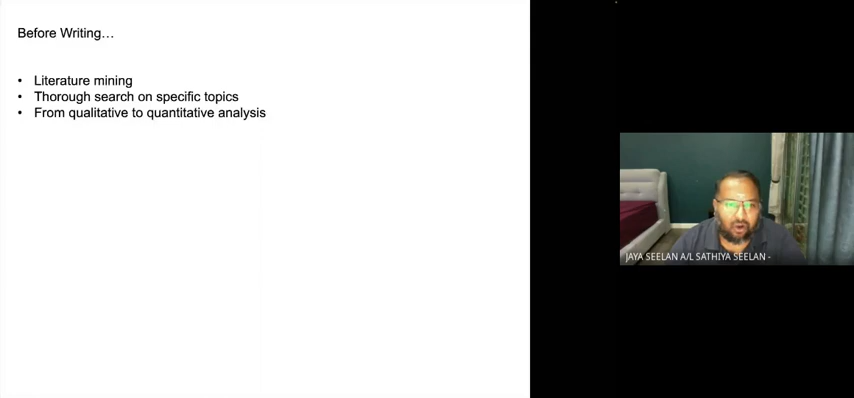 Before Writing…
• Literature mining
• Thorough search on specific topics
• From qualitative to quantitative analysis
JAYA SEELAN A/L SATHIYA SEELAN -